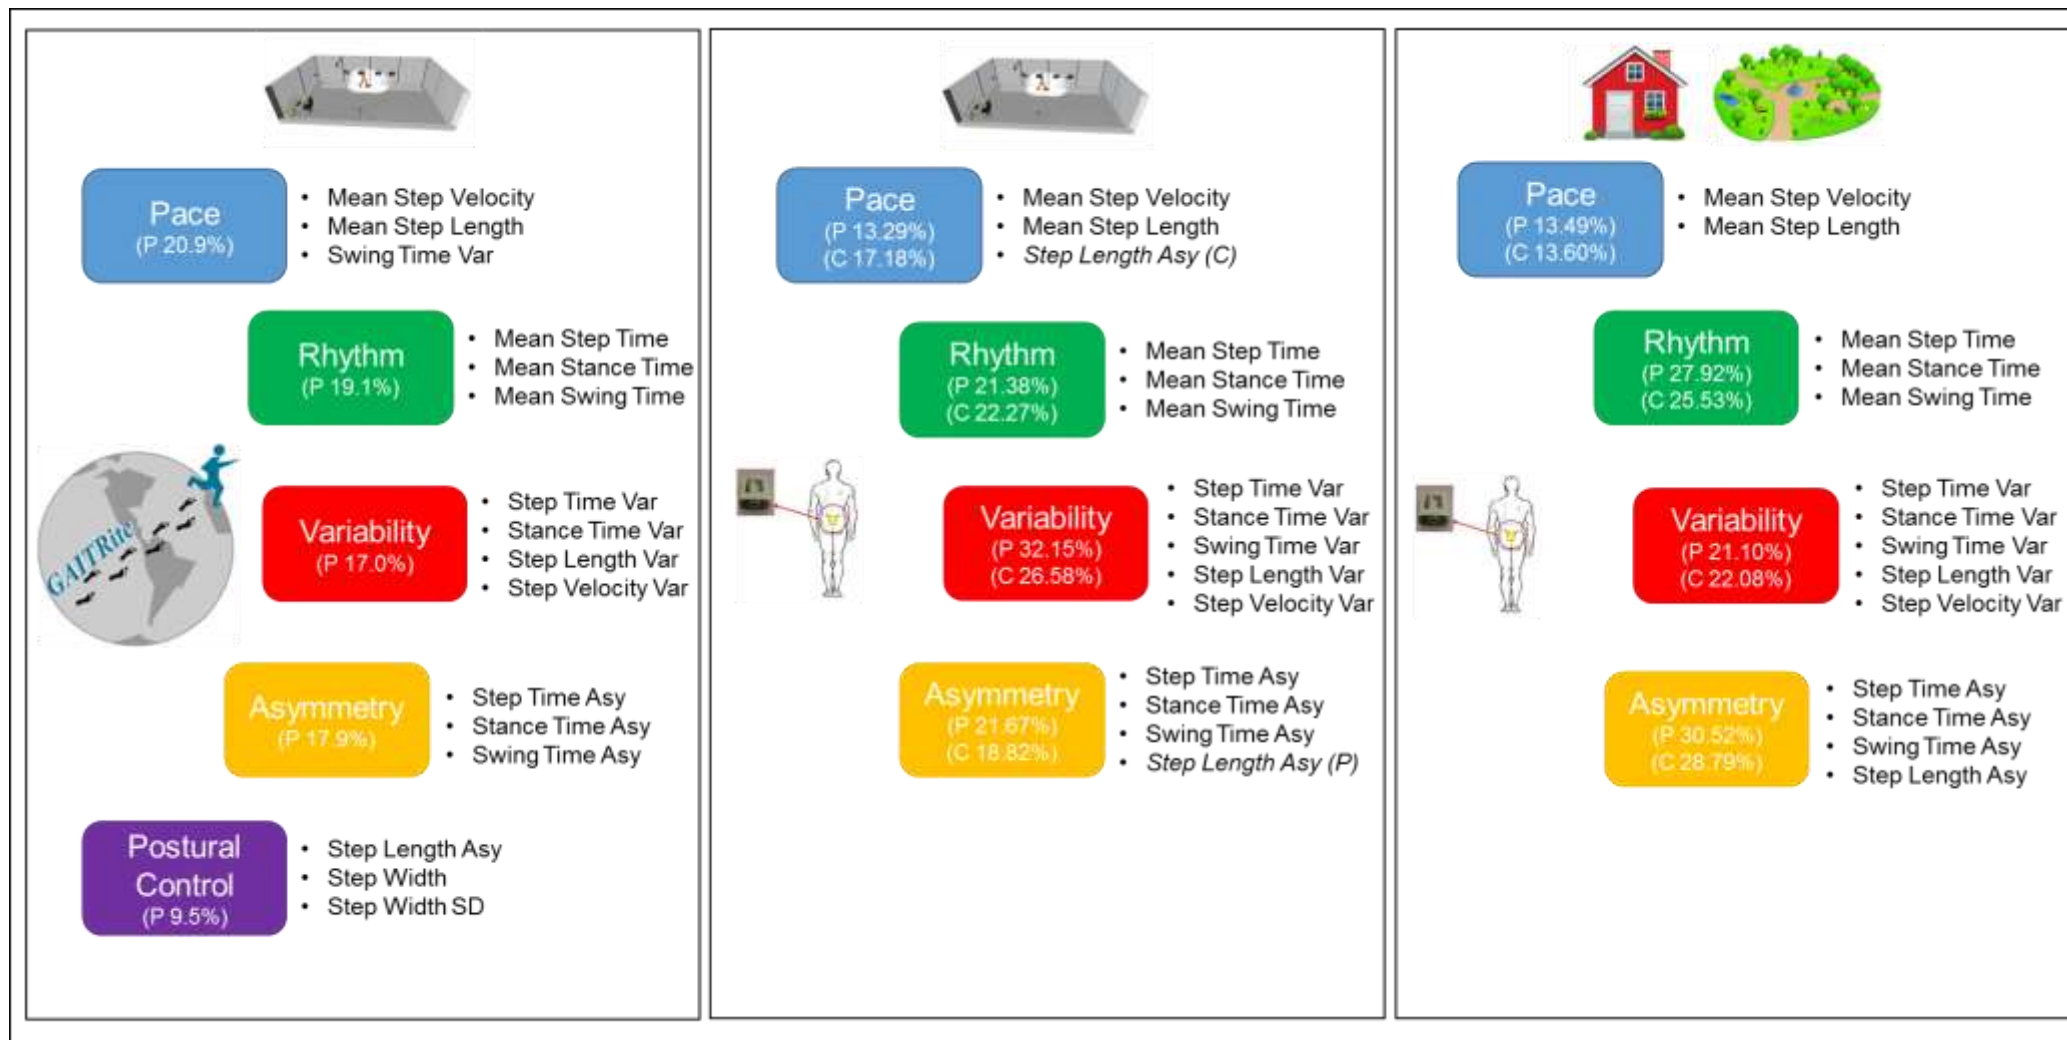 Pace
(P 20.9%)
• Mean Step Velocity
• Mean Step Length
• Swing Time Var
Rhythm
(P 19.1%)
• Mean Step Time
• Mean Stance Time
• Mean Swing Time
GAITRite
Variability
(P 17.0%)
• Step Time Var
• Stance Time Var
• Step Length Var
• Step Velocity Var
Asymmetry
(P 17.9%)
• Step Time Asy
• Stance Time Asy
• Swing Time Asy
Postural
Control
(P 9.5%)
• Step Length Asy
• Step Width
• Step Width SD
Pace
(P 13.29%)
(C 17.18%)
• Mean Step Velocity
• Mean Step Length
• Step Length Asy (C)
Rhythm
(P 21.38%)
(C 22.27%)
• Mean Step Time
• Mean Stance Time
• Mean Swing Time
Variability
(P 32.15%)
(C 26.58%)
• Step Time Var
• Stance Time Var
• Swing Time Var
• Step Length Var
• Step Velocity Var
Asymmetry
(P 21.67%)
(C 18.82%)
• Step Time Asy
• Stance Time Asy
• Swing Time Asy
• Step Length Asy (P)
Pace
(P 13.49%)
(C 13.60%)
• Mean Step Velocity
• Mean Step Length
Rhythm
(P 27.92%)
(C 25.53%)
• Mean Step Time
• Mean Stance Time
• Mean Swing Time
Variability
(P 21.10%)
(C 22.08%)
• Step Time Var
• Stance Time Var
• Swing Time Var
• Step Length Var
• Step Velocity Var
Asymmetry
(P 30.52%)
(C 28.79%)
• Step Time Asy
• Stance Time Asy
• Swing Time Asy
• Step Length Asy